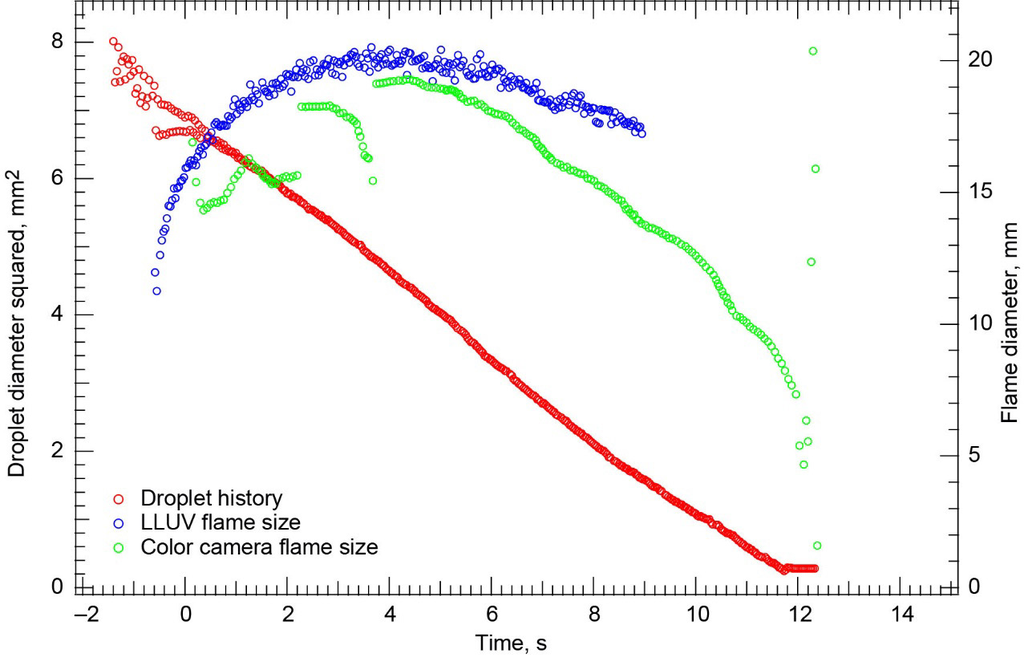 8
6
4
2
0
Droplet diameter squared, mm2
20
15
10
5
0
Flame diameter, mm
Droplet history
LLUV flame size
Color camera flame size
–2 0 2 4 6 8 10 12 14
Time, s